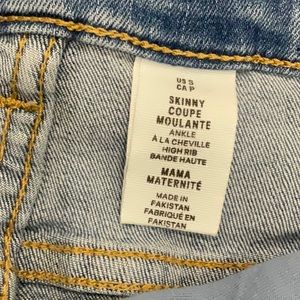 US S
CA P
SKINNY
COUPE
MOULANTE
ANKLE
À LA CHEVILLE
HIGH RIB
BANDE HAUTE
MAMA
MATERNITÉ
MADE IN
PAKISTAN
FABRIQUÉ EN
PAKISTAN